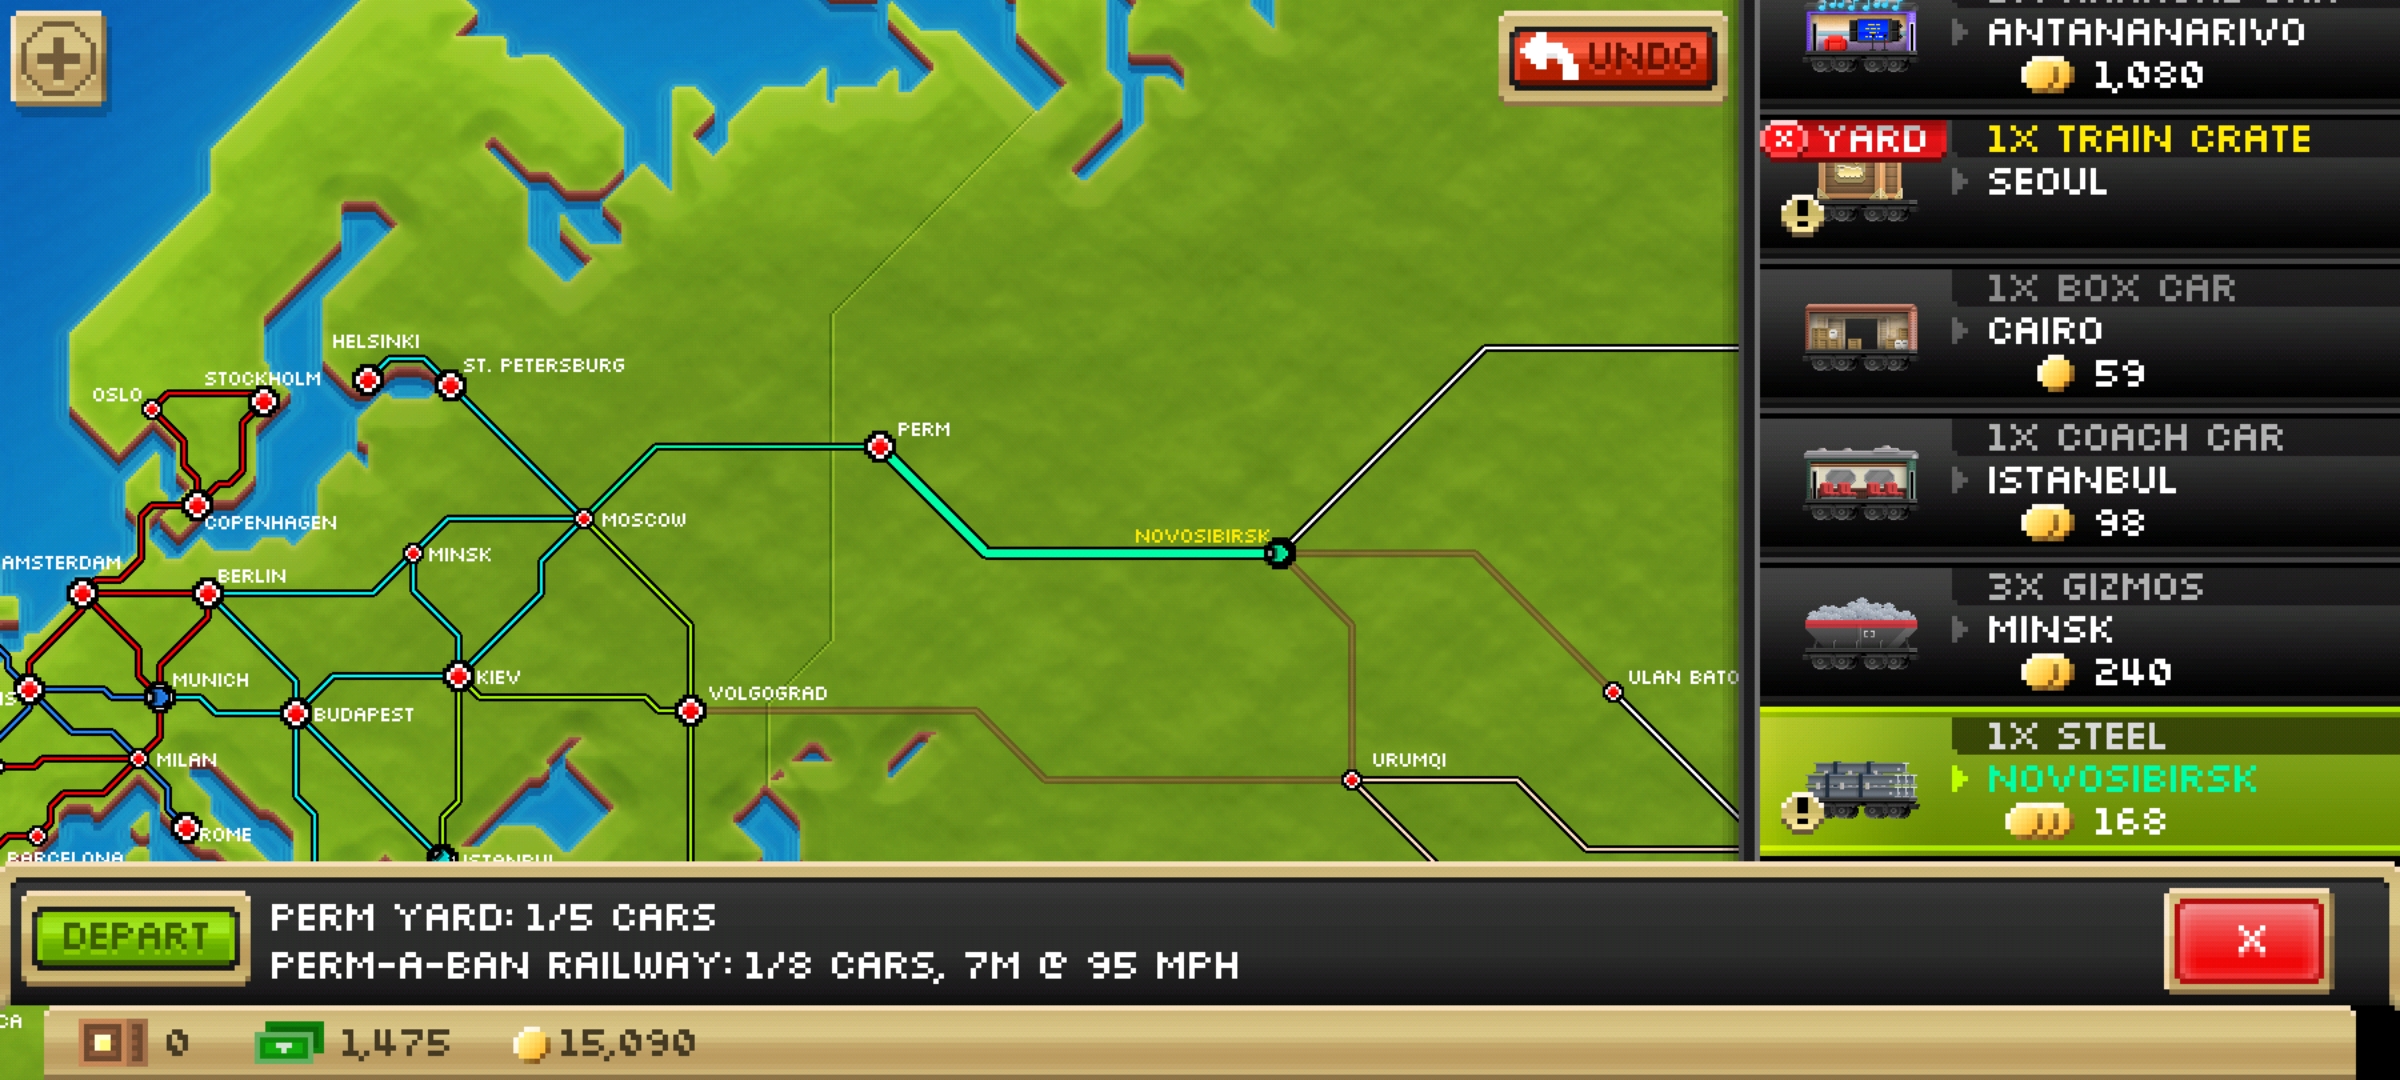 UNDO
HELSINKI
ST. PETERSBURG
STOCKHOLM
OSLO
PERM
COPENHAGEN
MOSCOW
NOVOSIBIRSK
MINSK
AMSTERDAM
BERLIN
MUNICH
KIEV
ULAN BATO
VOLGOGRAD
BUDAPEST
MILAN
URUMQI
ROME
BARCELONA
ISTANBUL
ANTANANARIVO
1,080
YARD
1X TRAIN CRATE
SEOUL
1X BOX CAR
CAIRO
59
1X COACH CAR
ISTANBUL
98
3X GIZMOS
MINSK
240
1X STEEL
NOVOSIBIRSK
168
DEPART
PERM YARD: 1/5 CARS
PERM-A-BAN RAILWAY: 1/8 CARS, 7M @ 95 MPH
X
CA
0
1,475
15,090